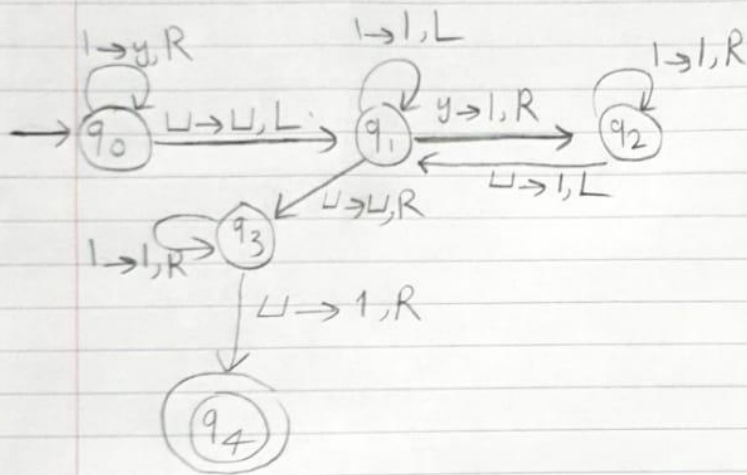 1→y,R
1→1,L
1→1,R
q0
⊔→⊔,L
q1
y→1,R
q2
⊔→1,L
⊔→⊔,R
q3
1→1,R
⊔→1,R
q4